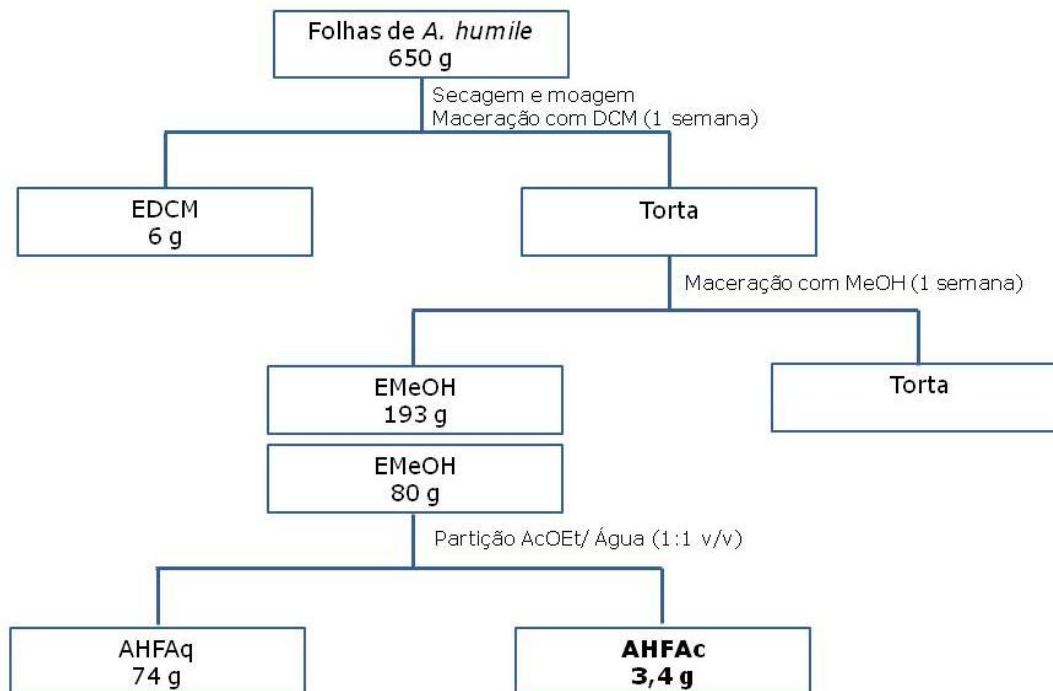 Folhas de A. humile
650 g
Secagem e moagem
Maceração com DCM (1 semana)
EDCM
6 g
Torta
Maceração com MeOH (1 semana)
EMeOH
193 g
Torta
EMeOH
80 g
Partição AcOEt/ Água (1:1 v/v)
AHFAq
74 g
AHFAc
3,4 g